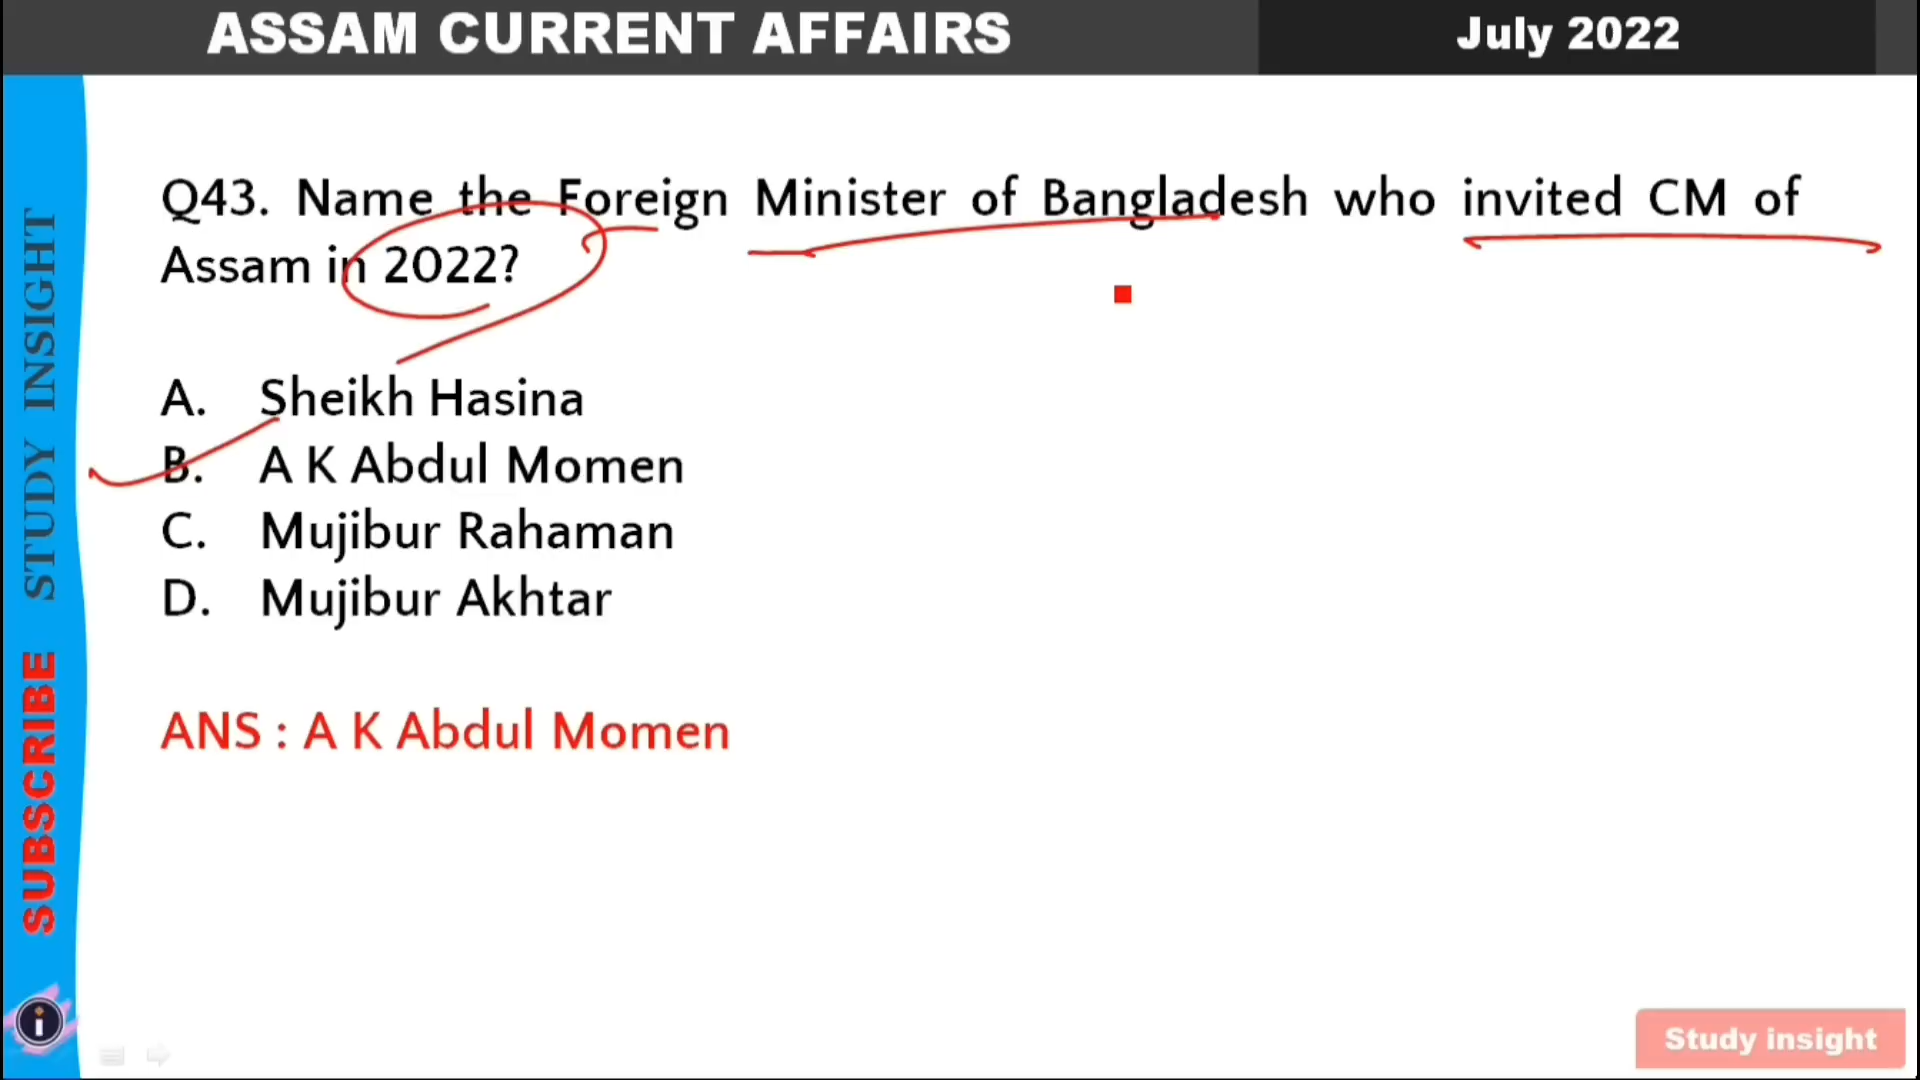 ASSAM CURRENT AFFAIRS
July 2022
Q43. Name the Foreign Minister of Bangladesh who invited CM of
Assam in 2022?
A. Sheikh Hasina
B. A K Abdul Momen
C. Mujibur Rahaman
D. Mujibur Akhtar
ANS : A K Abdul Momen
SUBSCRIBE STUDY INSIGHT
i
Study insight